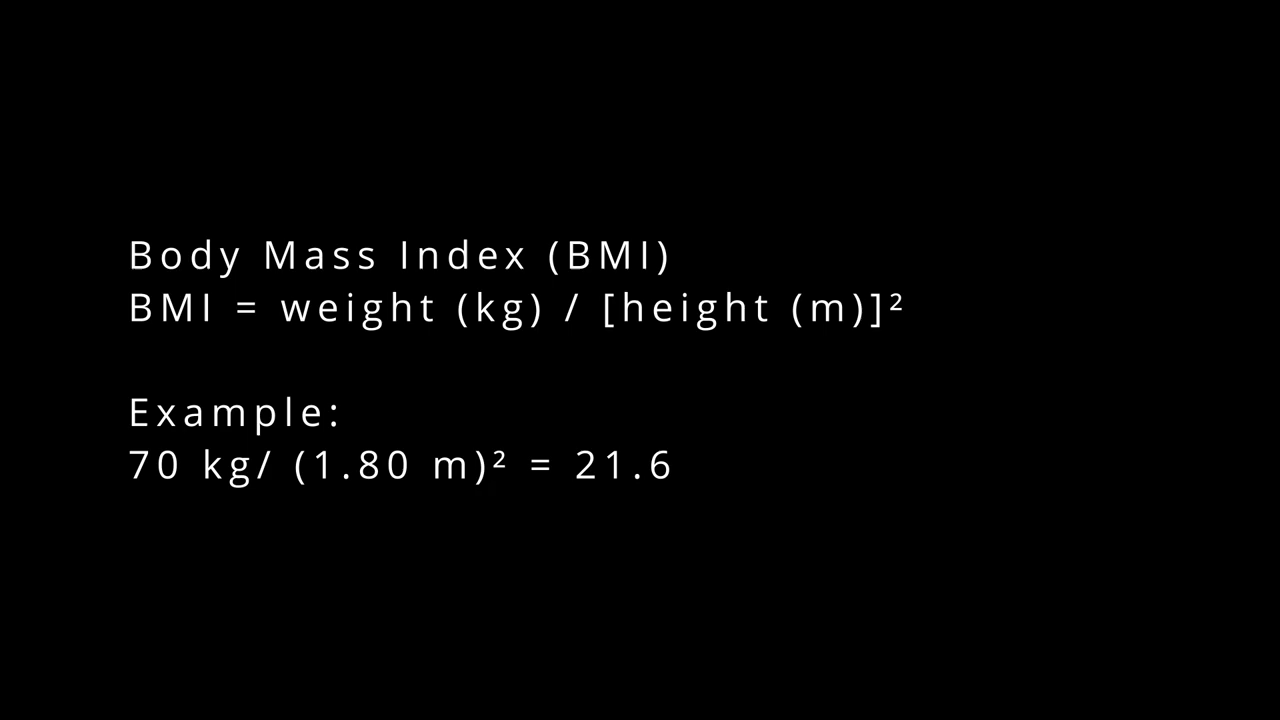 Body Mass Index (BMI)
BMI = weight (kg) / [height (m)]²
Example:
70 kg/ (1.80 m)² = 21.6